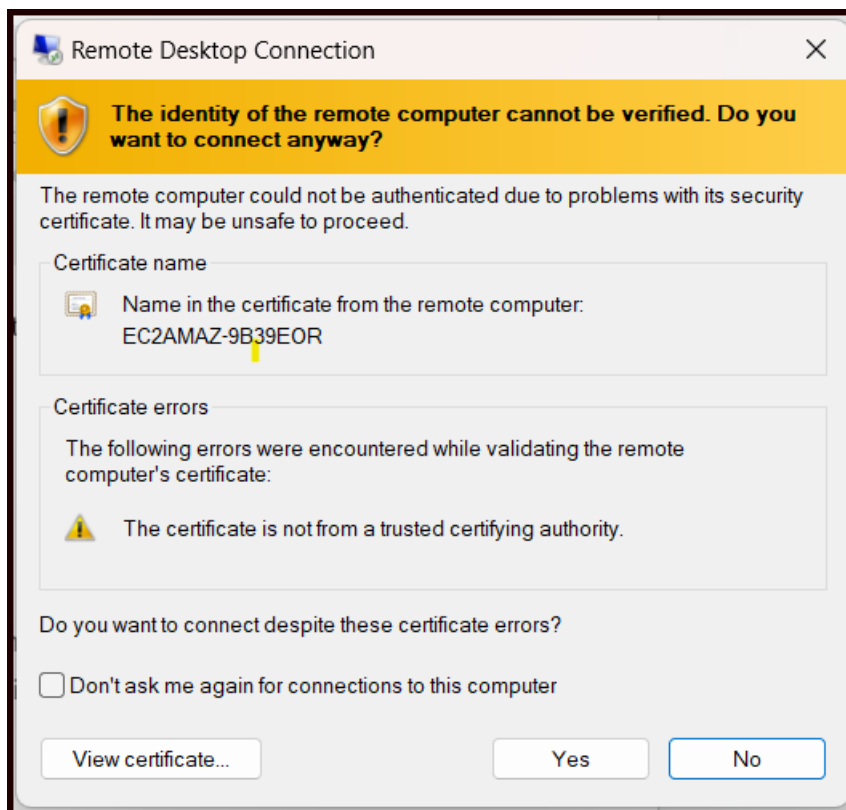 Remote Desktop Connection
The identity of the remote computer cannot be verified. Do you
want to connect anyway?
The remote computer could not be authenticated due to problems with its security
certificate. It may be unsafe to proceed.
Certificate name
Name in the certificate from the remote computer:
EC2AMAZ-9B39EOR
Certificate errors
The following errors were encountered while validating the remote
computer's certificate:
The certificate is not from a trusted certifying authority.
Do you want to connect despite these certificate errors?
Don't ask me again for connections to this computer
View certificate... Yes No